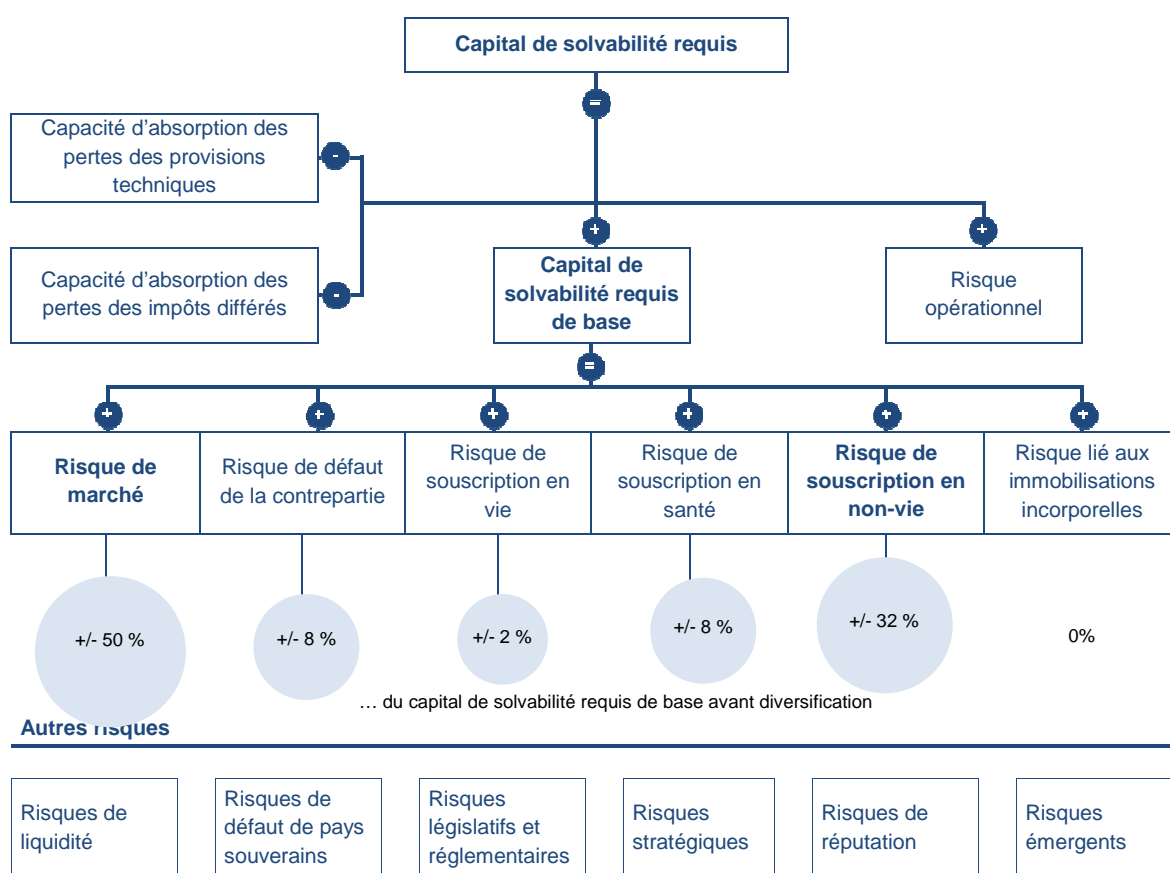 Capital de solvabilité requis
=
Capacité d'absorption des
pertes des provisions
techniques
-
Capacité d'absorption des
pertes des impôts différés
-
+
Capital de
solvabilité requis
de base
+
Risque
opérationnel
=
+
+
+
+
+
+
Risque de
marché
Risque de défaut
de la contrepartie
Risque de
souscription en
vie
Risque de
souscription en
santé
Risque de
souscription en
non-vie
Risque lié aux
immobilisations
incorporelles
+/- 50 %
+/- 8 %
+/- 2 %
+/- 8 %
+/- 32 %
0%
… du capital de solvabilité requis de base avant diversification
Autres risques
Risques de
liquidité
Risques de
défaut de pays
souverains
Risques
législatifs et
réglementaires
Risques
stratégiques
Risques de
réputation
Risques
émergents